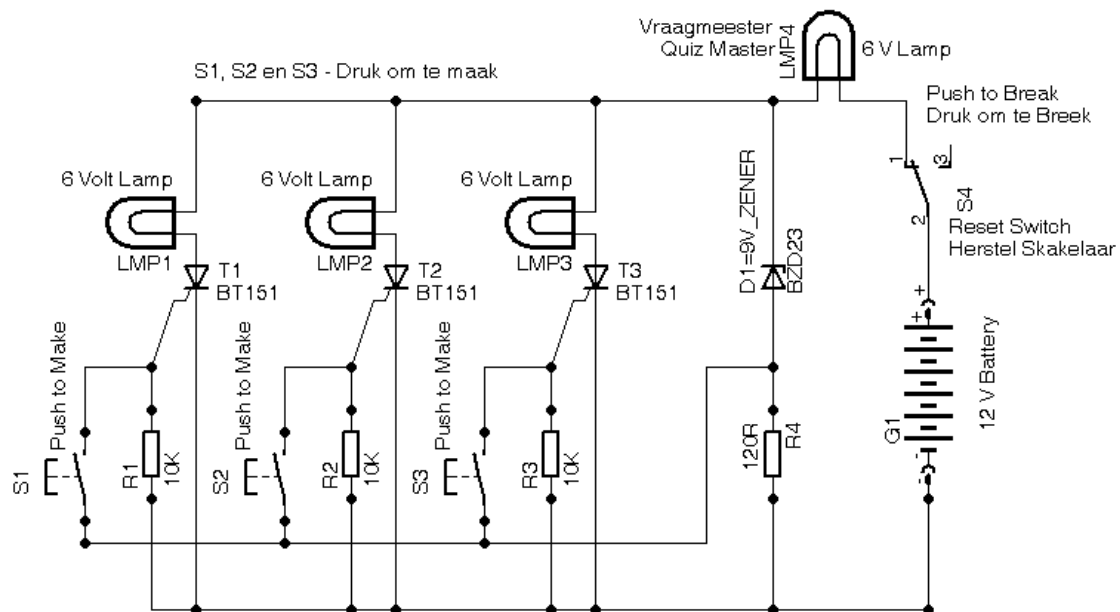 Vraagmeester
Quiz Master
LMP4
6 V Lamp
S1, S2 en S3 - Druk om te maak
Push to Break
Druk om te Breek
1
3
S4
2
Reset Switch
Herstel Skakelaar
6 Volt Lamp
6 Volt Lamp
6 Volt Lamp
LMP1
LMP2
LMP3
T1
BT151
T2
BT151
T3
BT151
D1=9V_ZENER
BZD23
+
+
12 V Battery
G1
-
-
Push to Make
Push to Make
Push to Make
S1
R1
10K
S2
R2
10K
S3
R3
10K
120R
R4